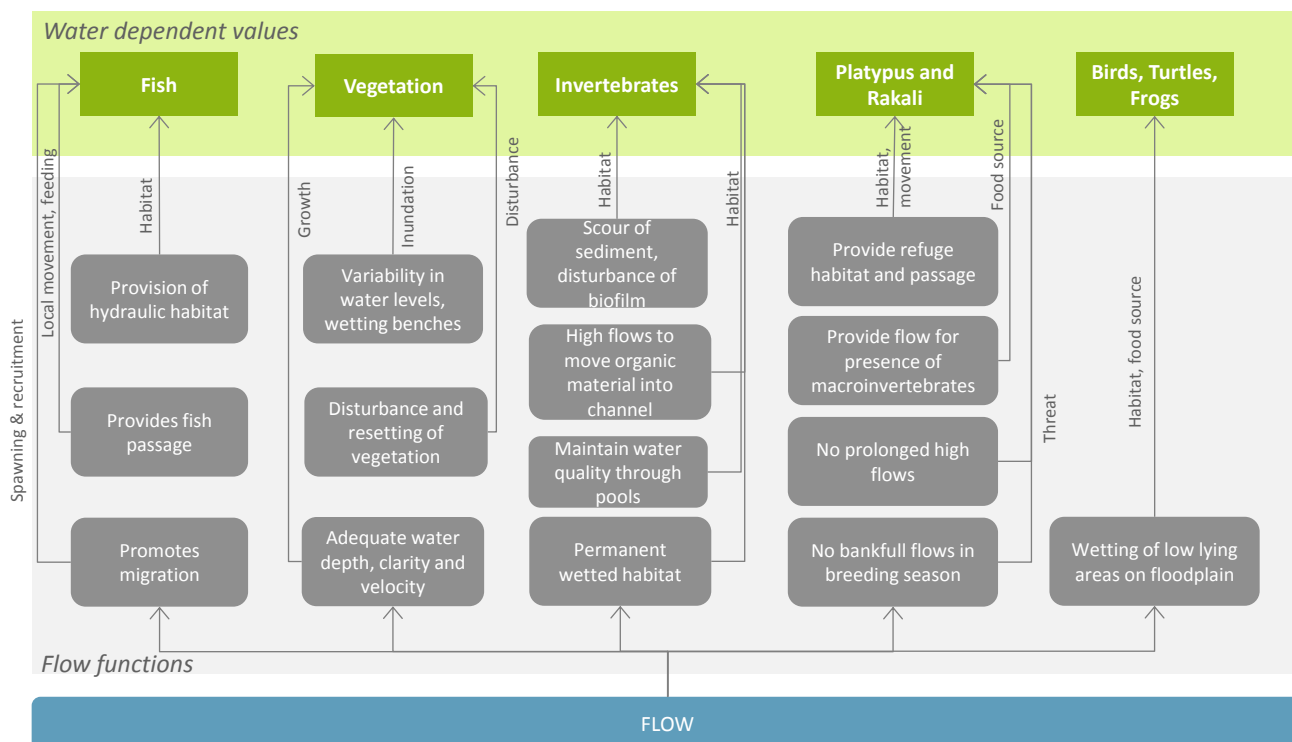 Water dependent values
Fish
Vegetation
Invertebrates
Platypus and
Rakali
Birds, Turtles,
Frogs
Spawning & recruitment
Local movement, feeding
Habitat
Growth
Inundation
Disturbance
Habitat
Habitat
Habitat,
movement
Food source
Threat
Habitat, food source
Provision of
hydraulic habitat
Provides fish
passage
Promotes
migration
Variability in
water levels,
wetting benches
Disturbance and
resetting of
vegetation
Adequate water
depth, clarity and
velocity
Scour of
sediment,
disturbance of
biofilm
High flows to
move organic
material into
channel
Maintain water
quality through
pools
Permanent
wetted habitat
Provide refuge
habitat and passage
Provide flow for
presence of
macroinvertebrates
No prolonged high
flows
No bankfull flows in
breeding season
Wetting of low lying
areas on floodplain
Flow functions
FLOW